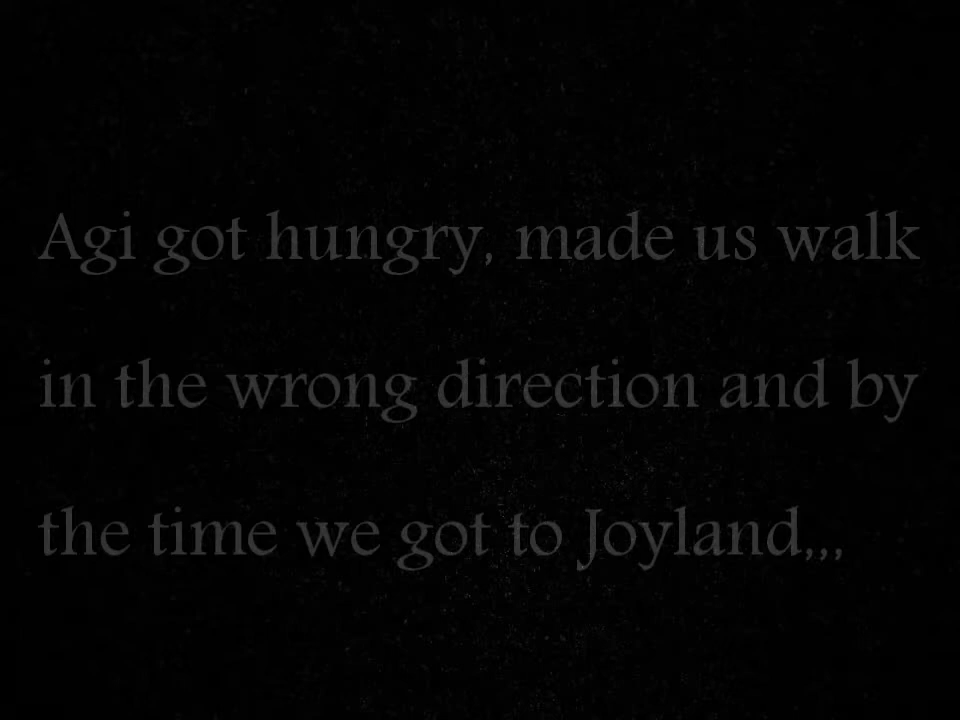 Agi got hungry, made us walk
in the wrong direction and by
the time we got to Joyland,,,